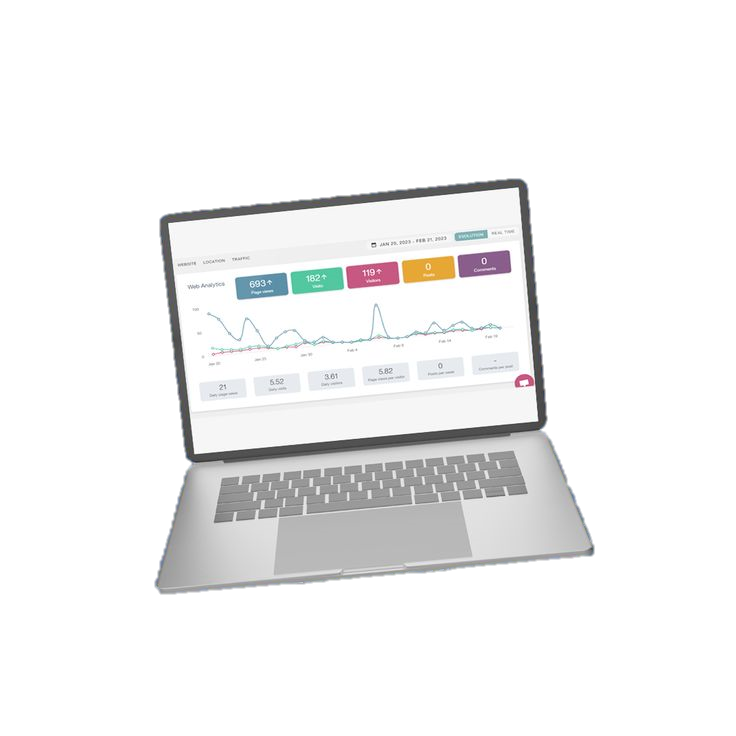 JAN 20, 2023 - FEB 21, 2023
EVOLUTION
REAL TIME
WEBSITE
LOCATION
TRAFFIC
Web Analytics
693↑
Page views
182↑
Visits
119↑
Visitors
0
Posts
0
Comments
100
50
0
Jan 20
Jan 25
Jan 30
Feb 4
Feb 9
Feb 14
Feb 19
21
Daily page views
5.52
Daily visits
3.61
Daily visitors
5.82
Page views per visitor
0
Posts per week
-
Comments per post